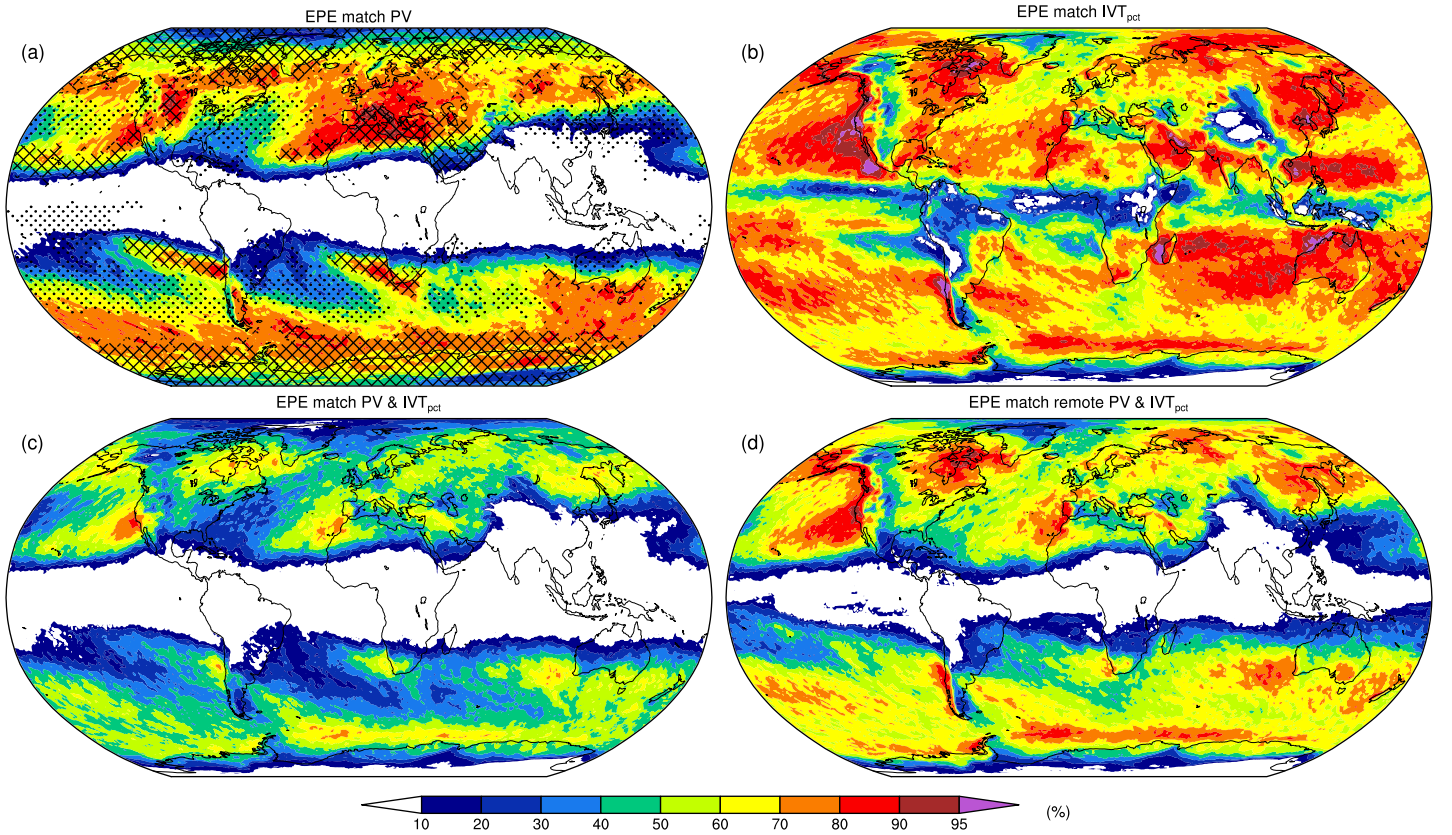 EPE match PV
EPE match IVTpct
(a)
(b)
EPE match PV & IVTpct
EPE match remote PV & IVTpct
(c)
(d)
10 20 30 40 50 60 70 80 90 95 (%)